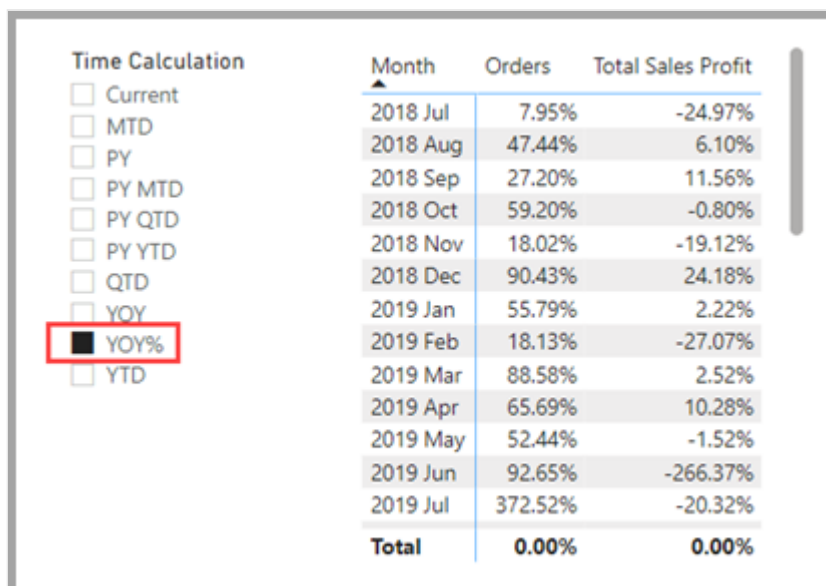 Time Calculation
Current
MTD
PY
PY MTD
PY QTD
PY YTD
QTD
YOY
YOY%
YTD
Month Orders Total Sales Profit
2018 Jul 7.95% -24.97%
2018 Aug 47.44% 6.10%
2018 Sep 27.20% 11.56%
2018 Oct 59.20% -0.80%
2018 Nov 18.02% -19.12%
2018 Dec 90.43% 24.18%
2019 Jan 55.79% 2.22%
2019 Feb 18.13% -27.07%
2019 Mar 88.58% 2.52%
2019 Apr 65.69% 10.28%
2019 May 52.44% -1.52%
2019 Jun 92.65% -266.37%
2019 Jul 372.52% -20.32%
Total 0.00% 0.00%